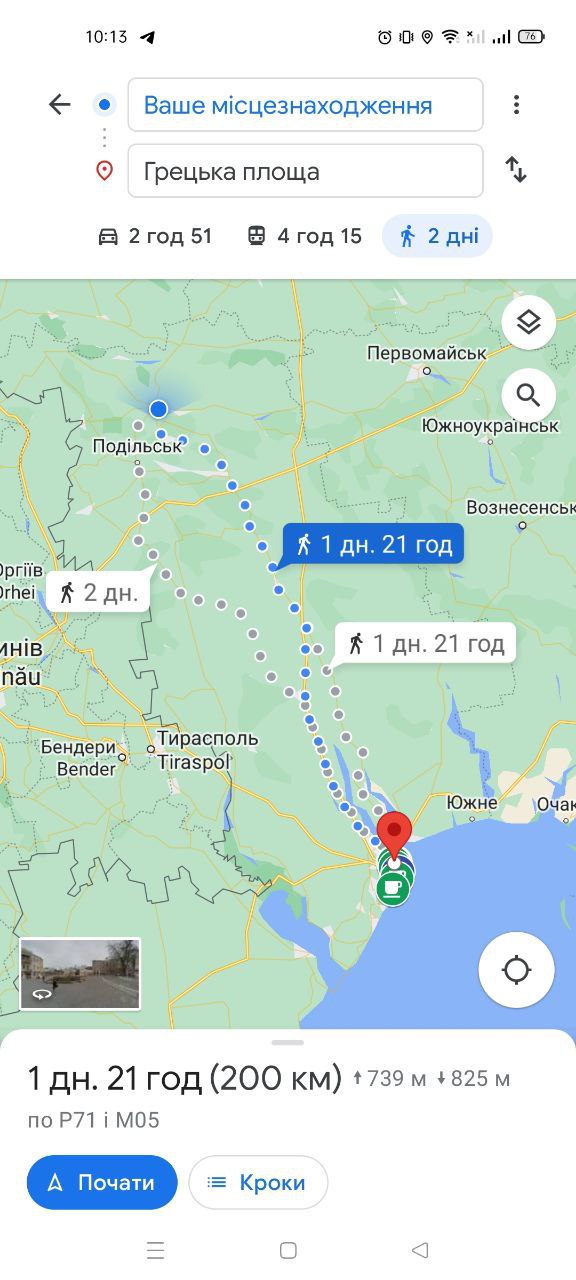 10:13
76
Ваше місцезнаходження
Грецька площа
2 год 51
4 год 15
2 дні
Первомайськ
Южноукраїнськ
Подільськ
Вознесенськ
1 дн. 21 год
Оргіїв
Orhei
2 дн.
1 дн. 21 год
инів
nău
Тирасполь
Tiraspol
Бендери
Bender
Южне
Очак
1 дн. 21 год (200 км) 739 м 825 м
по P71 і M05
Почати
Кроки